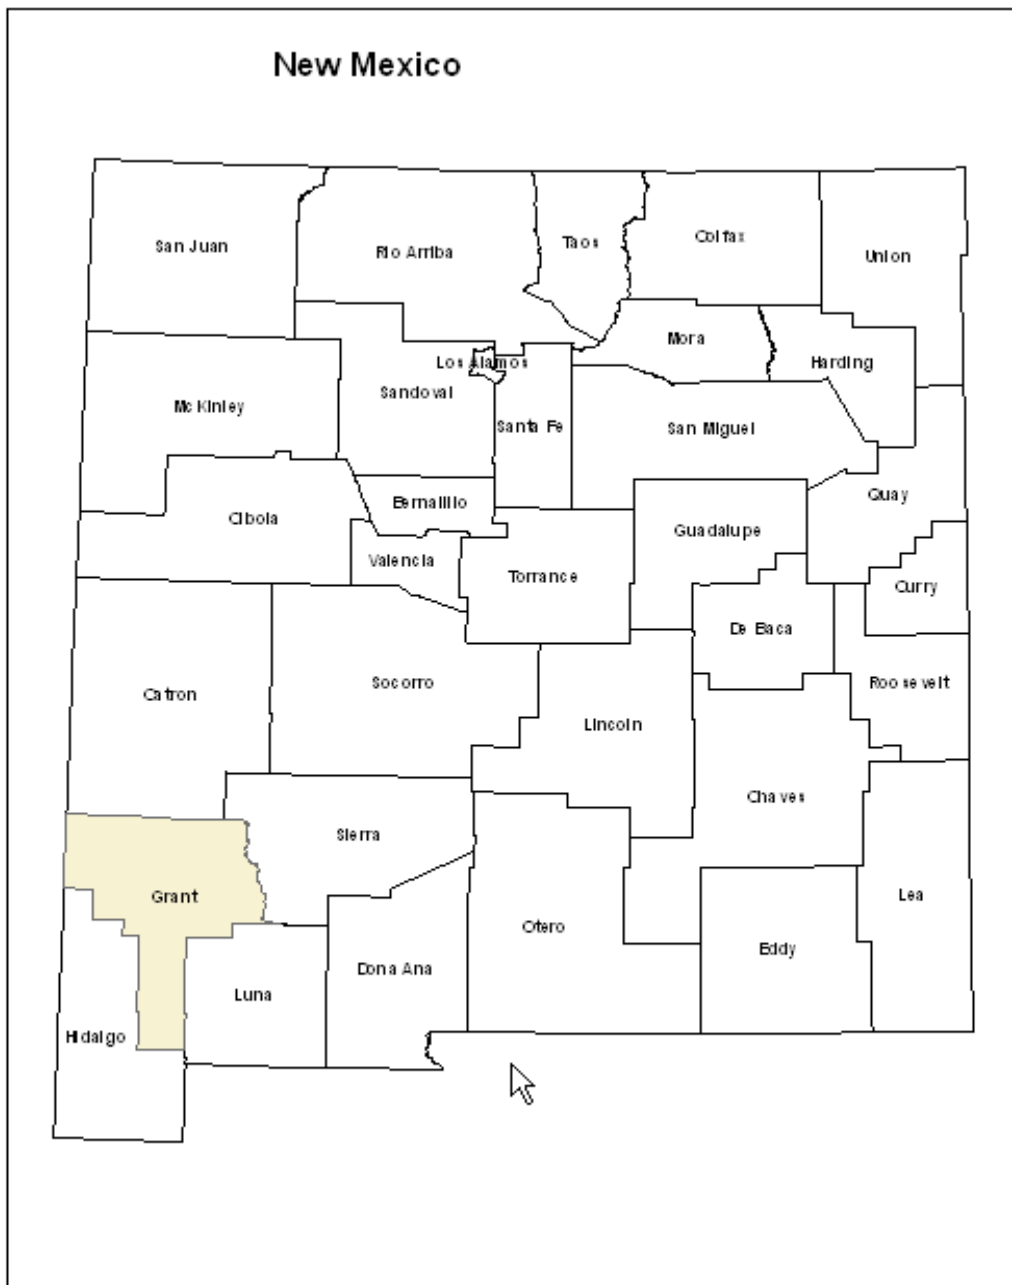 New Mexico
San Juan
Rio Arriba
Taos
Colfax
Union
Mora
Harding
Los Alamos
Sandoval
Mc Kinley
Santa Fe
San Miguel
Quay
Bernalillo
Cibola
Guadalupe
Valencia
Torrance
Curry
De Baca
Catron
Socorro
Roosevelt
Lincoln
Chaves
Sierra
Grant
Lea
Otero
Eddy
Dona Ana
Luna
Hidalgo